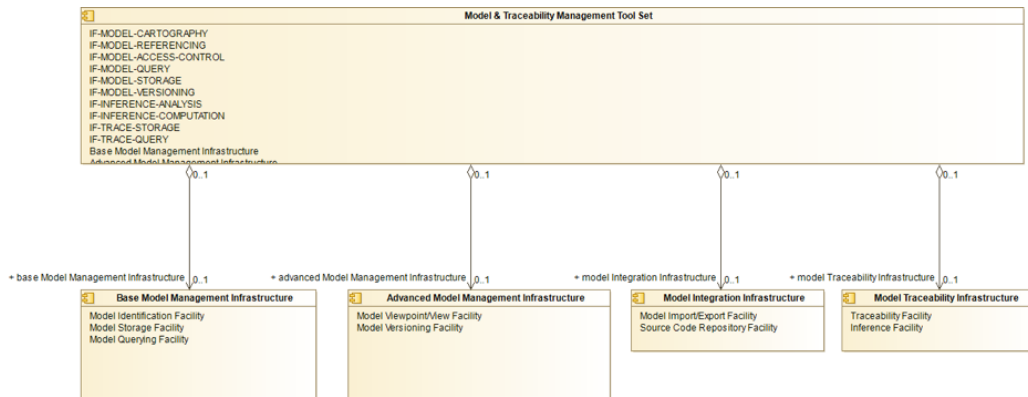 Model & Traceability Management Tool Set
IF-MODEL-CARTOGRAPHY
IF-MODEL-REFERENCING
IF-MODEL-ACCESS-CONTROL
IF-MODEL-QUERY
IF-MODEL-STORAGE
IF-MODEL-VERSIONING
IF-INFERENCE-ANALYSIS
IF-INFERENCE-COMPUTATION
IF-TRACE-STORAGE
IF-TRACE-QUERY
Base Model Management Infrastructure
Advanced Model Management Infrastructure
0..1 0..1 0..1 0..1
+ base Model Management Infrastructure 0..1 + advanced Model Management Infrastructure 0..1 + model Integration Infrastructure 0..1 + model Traceability Infrastructure 0..1
Base Model Management Infrastructure
Model Identification Facility
Model Storage Facility
Model Querying Facility
Advanced Model Management Infrastructure
Model Viewpoint/View Facility
Model Versioning Facility
Model Integration Infrastructure
Model Import/Export Facility
Source Code Repository Facility
Model Traceability Infrastructure
Traceability Facility
Inference Facility